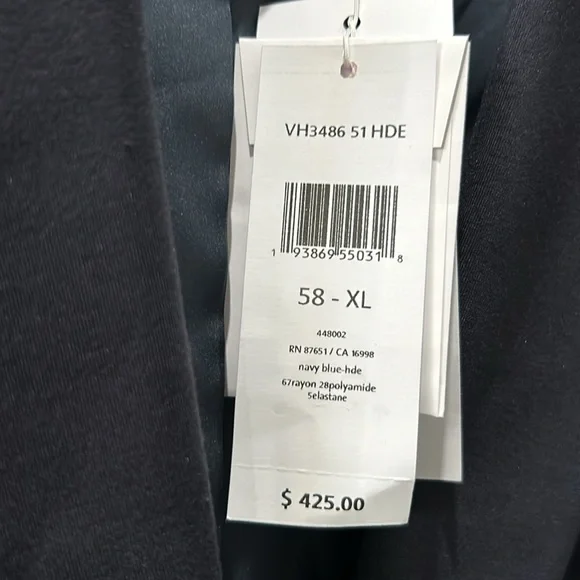 VH3486 51 HDE
1 93869 55031 8
58 - XL
448002
RN 87651 / CA 16998
navy blue-hde
67rayon 28polyamide
5elastane
$ 425.00